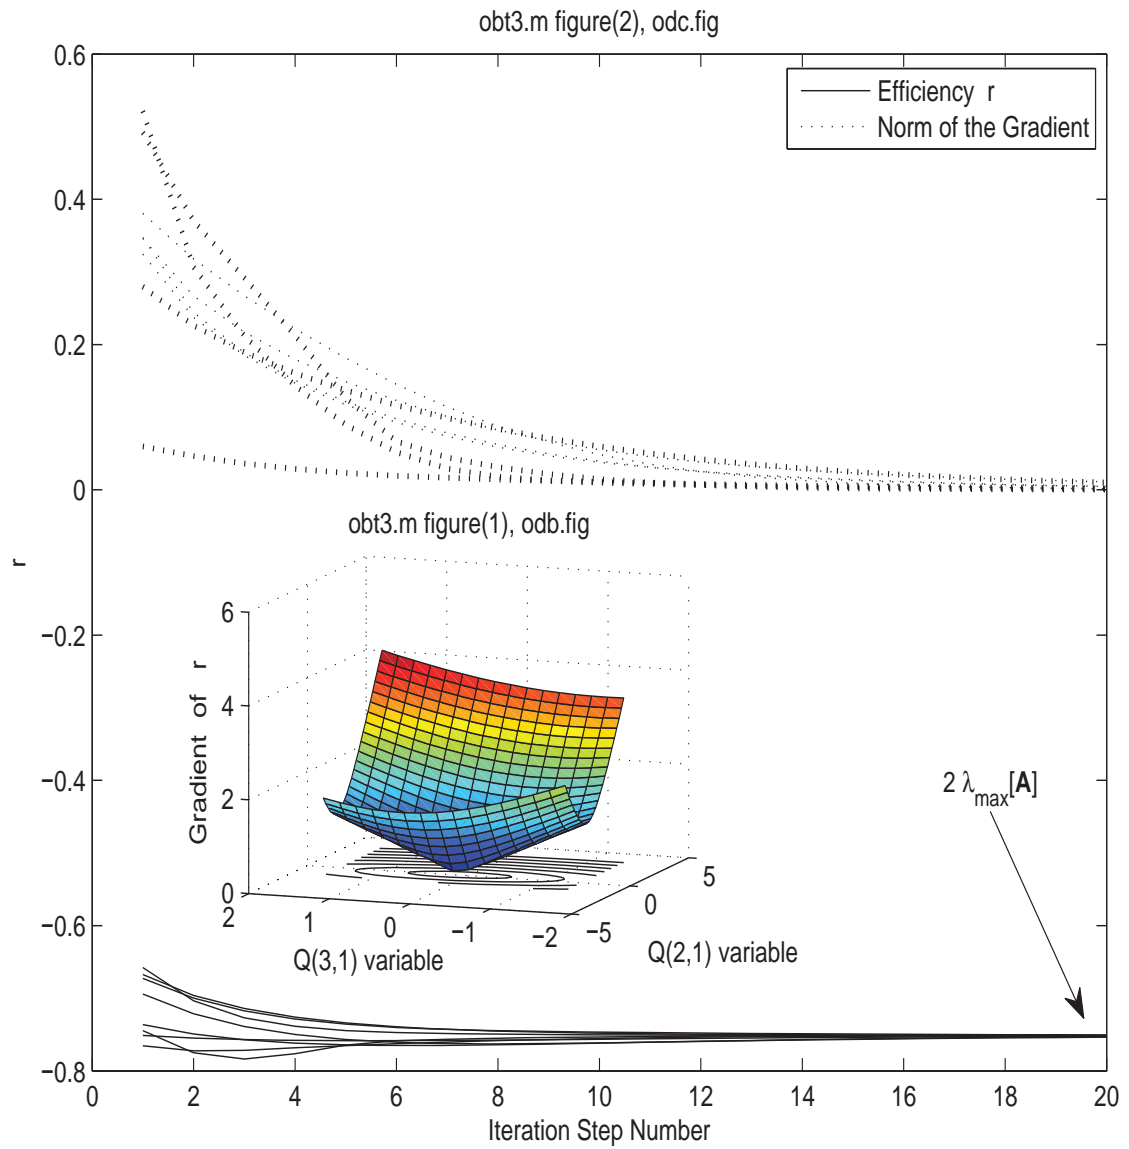 obt3.m figure(2), odc.fig
0.6
0.4
0.2
0
−0.2
−0.4
−0.6
−0.8
r
Efficiency r
Norm of the Gradient
obt3.m figure(1), odb.fig
6
4
2
0
Gradient of r
2
1
0
−1
−2
Q(3,1) variable
−5
0
5
Q(2,1) variable
2 λmax[A]
0 2 4 6 8 10 12 14 16 18 20
Iteration Step Number